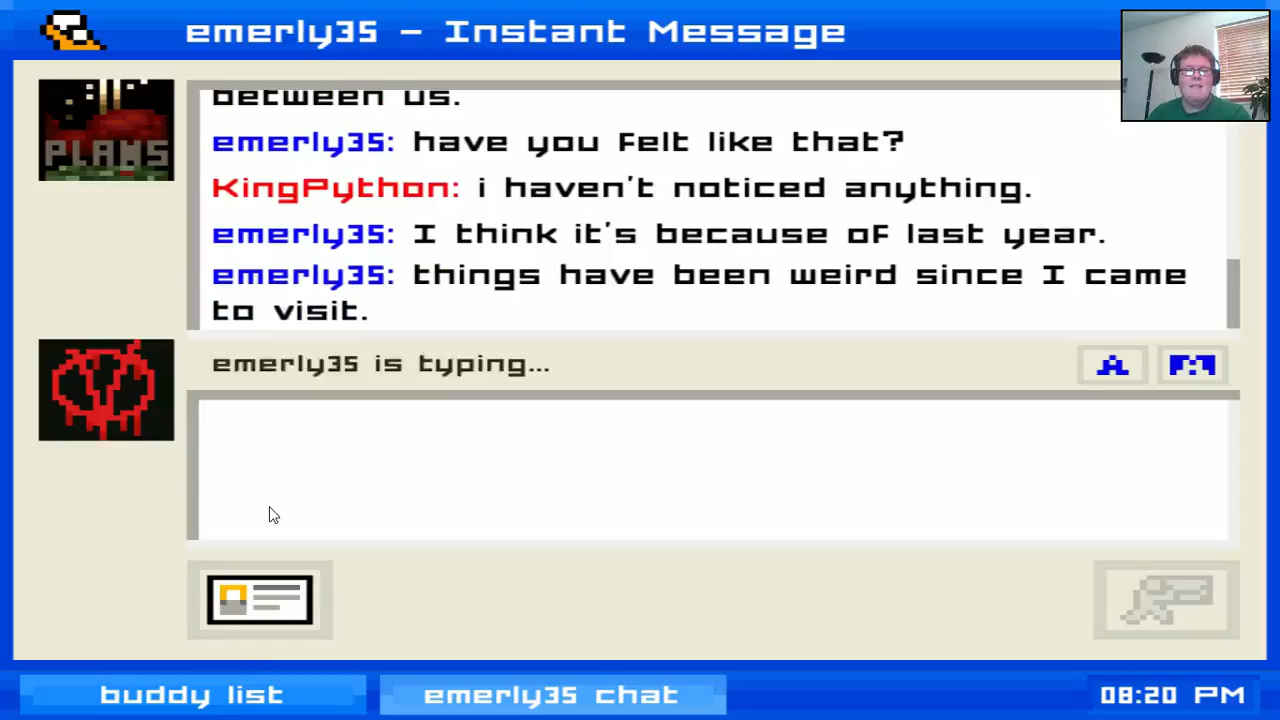 emerly35 - Instant Message
between us.
emerly35: have you felt like that?
KingPython: i haven't noticed anything.
emerly35: I think it's because of last year.
emerly35: things have been weird since I came
to visit.
PLAWS
emerly35 is typing...
A
buddy list
emerly35 chat
08:20 PM